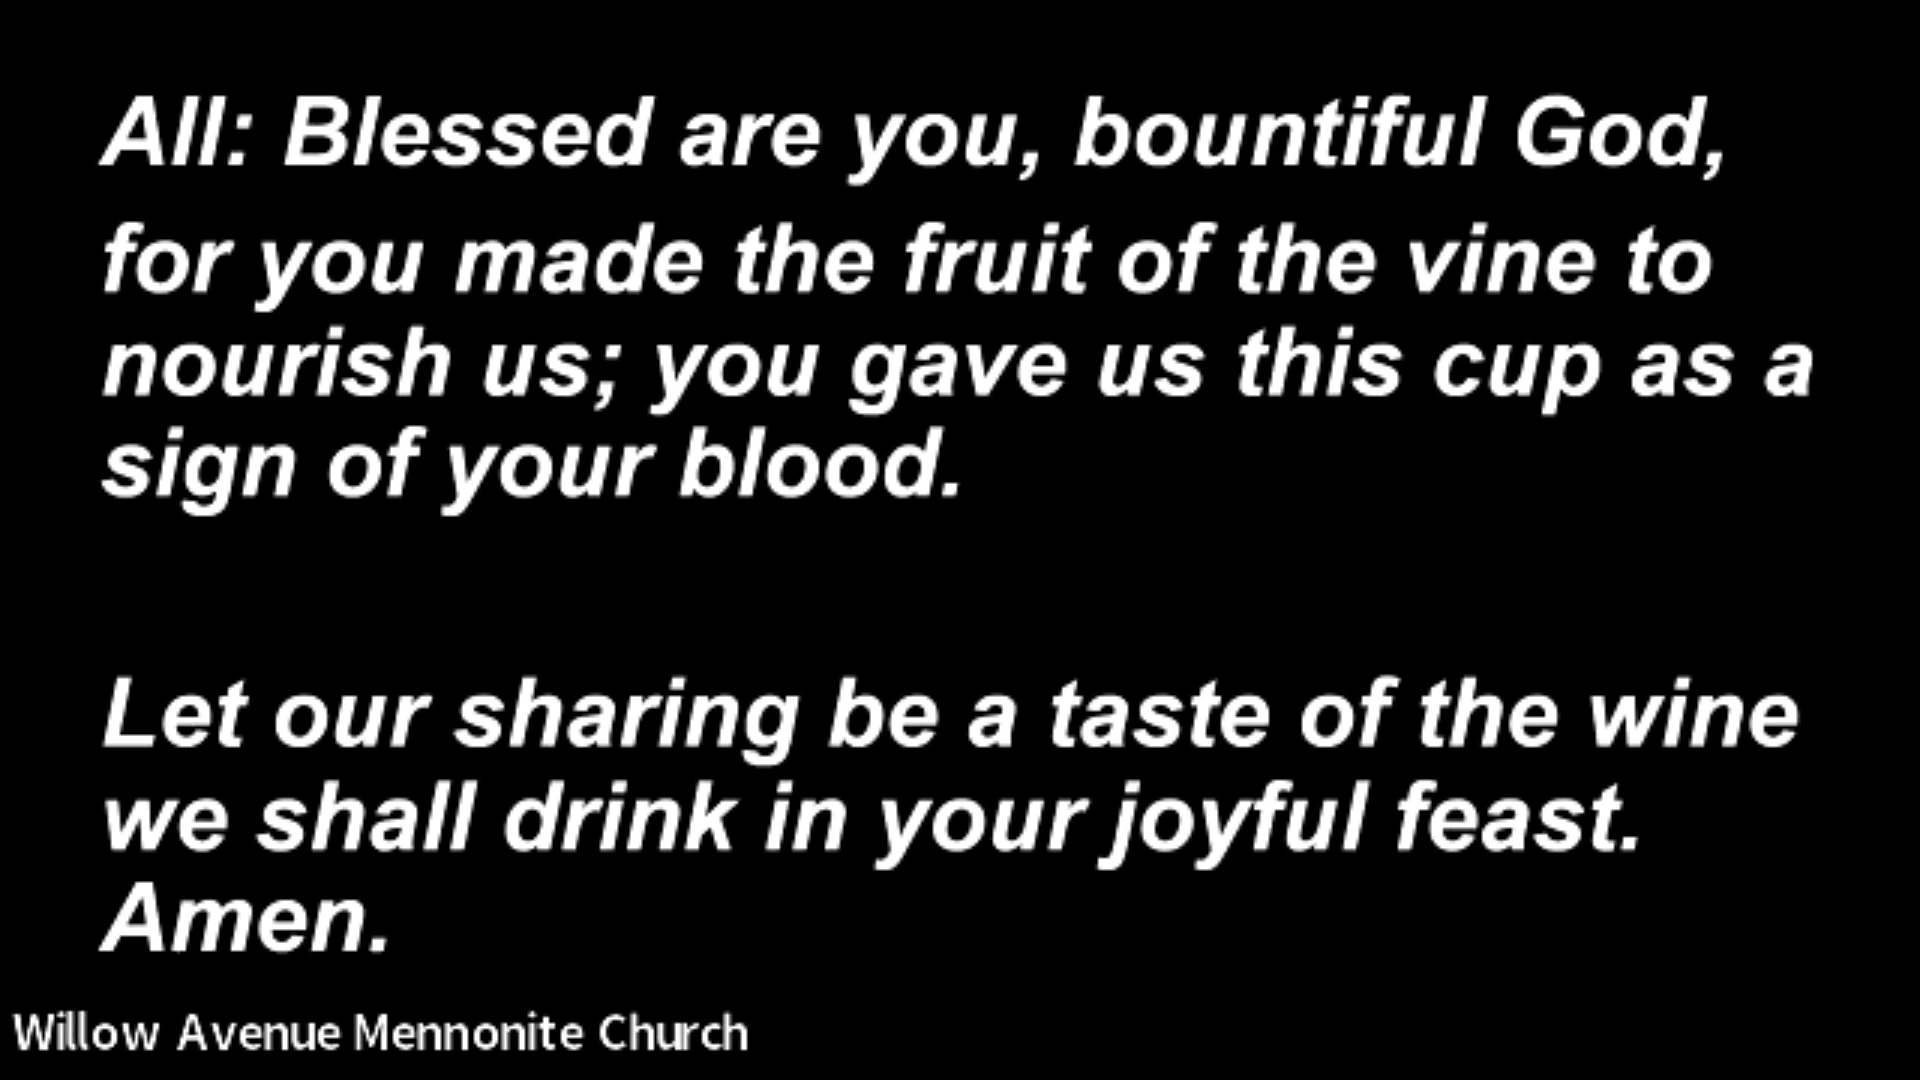 All: Blessed are you, bountiful God,
for you made the fruit of the vine to
nourish us; you gave us this cup as a
sign of your blood.
Let our sharing be a taste of the wine
we shall drink in your joyful feast.
Amen.
Willow Avenue Mennonite Church